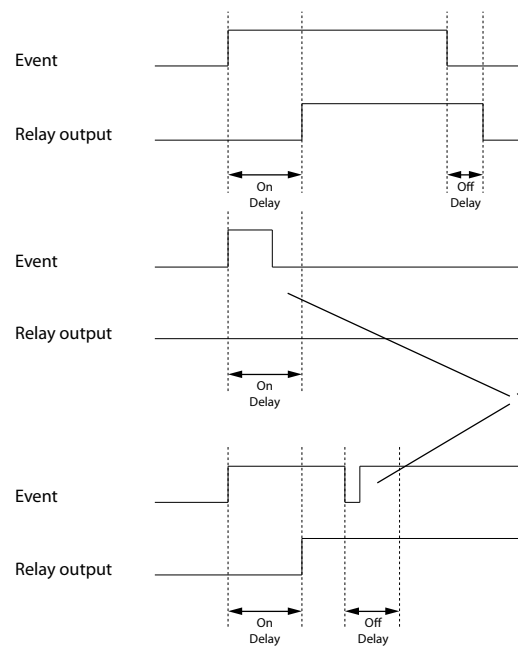 Event
Relay output
On
Delay
Off
Delay
Event
Relay output
On
Delay
Event
Relay output
On
Delay
Off
Delay